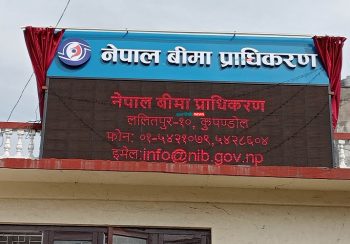 नेपाल बीमा प्राधिकरण
नेपाल बीमा प्राधिकरण
ललितपुर-१०, कुपण्डोल
फोन: ०१-५४२१०७९,५४२८६०४
इमेल:info@nib.gov.np